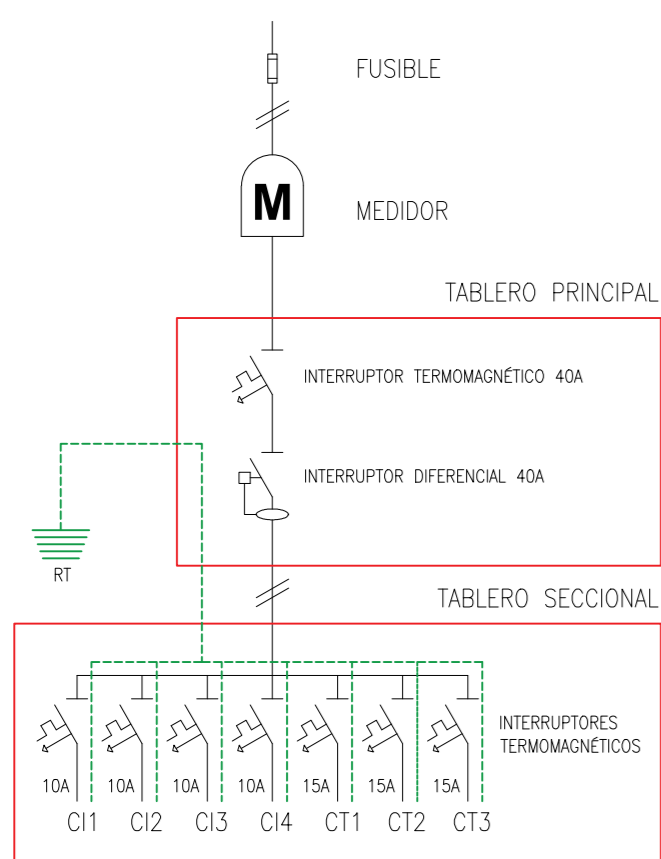 FUSIBLE
M
MEDIDOR
TABLERO PRINCIPAL
INTERRUPTOR TERMOMAGNÉTICO 40A
INTERRUPTOR DIFERENCIAL 40A
RT
TABLERO SECCIONAL
INTERRUPTORES
TERMOMAGNÉTICOS
10A 10A 10A 10A 15A 15A 15A
CI1 CI2 CI3 CI4 CT1 CT2 CT3